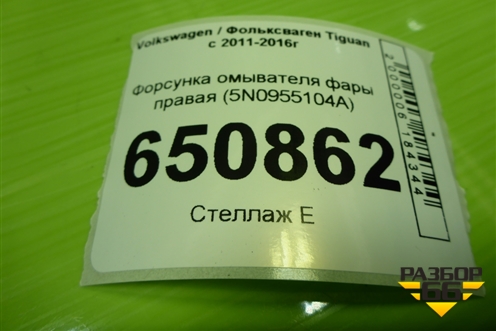 Volkswagen / Фольксваген Tiguan
с 2011-2016г
Форсунка омывателя фары
правая (5N0955104A)
650862
Стеллаж Е
2000006184344
РАЗБОР
66